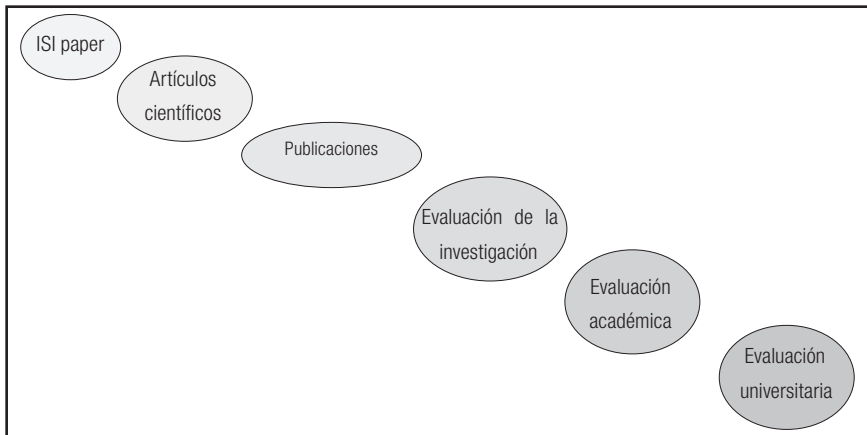 ISI paper
Artículos
científicos
Publicaciones
Evaluación de la
investigación
Evaluación
académica
Evaluación
universitaria